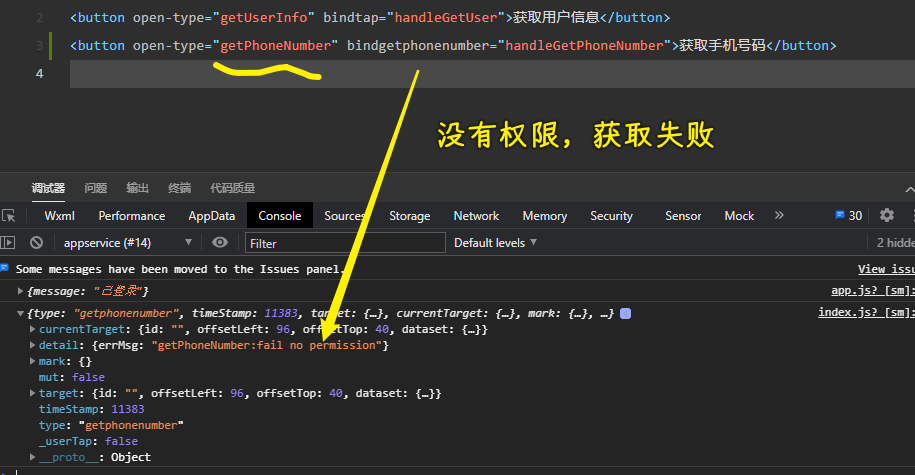 2 <button open-type="getUserInfo" bindtap="handleGetUser">获取用户信息</button>
3 <button open-type="getPhoneNumber" bindgetphonenumber="handleGetPhoneNumber">获取手机号码</button>
4
没有权限，获取失败
调试器 问题 输出 终端 代码质量
Wxml Performance AppData Console Sources Storage Network Memory Security Sensor Mock » 30
appservice (#14) ▼ Filter Default levels ▼ 2 hidde
Some messages have been moved to the Issues panel. View issu
▶{message: "已登录"} app.js? [sm]:
▼{type: "getphonenumber", timeStamp: 11383, target: {…}, currentTarget: {…}, mark: {…}, …} i index.js? [sm]:
▶currentTarget: {id: "", offsetLeft: 96, offsetTop: 40, dataset: {…}}
▶detail: {errMsg: "getPhoneNumber:fail no permission"}
▶mark: {}
mut: false
▶target: {id: "", offsetLeft: 96, offsetTop: 40, dataset: {…}}
timeStamp: 11383
type: "getphonenumber"
_userTap: false
▶__proto__: Object